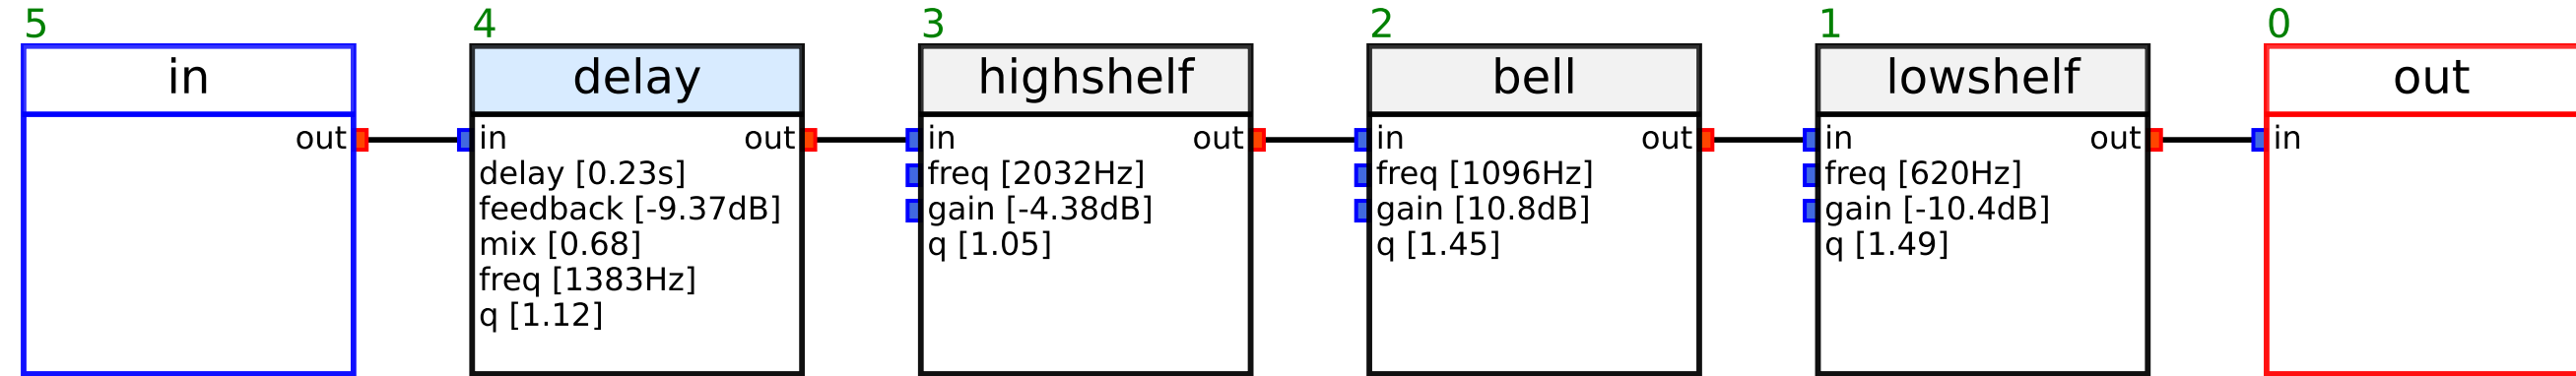 5
in
out
4
delay
in out
delay [0.23s]
feedback [-9.37dB]
mix [0.68]
freq [1383Hz]
q [1.12]
3
highshelf
in out
freq [2032Hz]
gain [-4.38dB]
q [1.05]
2
bell
in out
freq [1096Hz]
gain [10.8dB]
q [1.45]
1
lowshelf
in out
freq [620Hz]
gain [-10.4dB]
q [1.49]
0
out
in